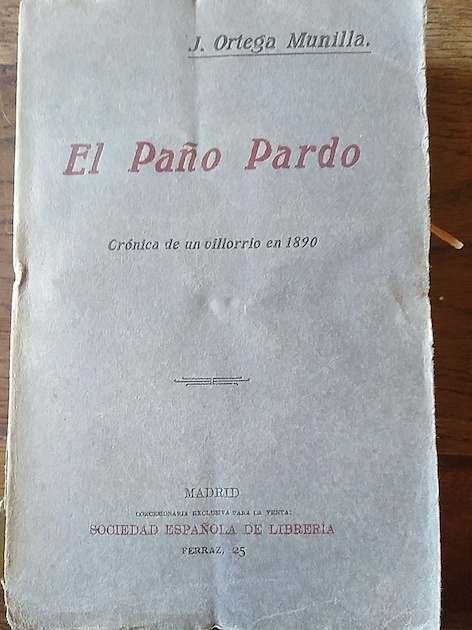 J. Ortega Munilla.
El Paño Pardo
Crónica de un villorrio en 1890
MADRID
CONCESIONARIA EXCLUSIVA PARA LA VENTA:
SOCIEDAD ESPAÑOLA DE LIBRERÍA
FERRAZ, 25